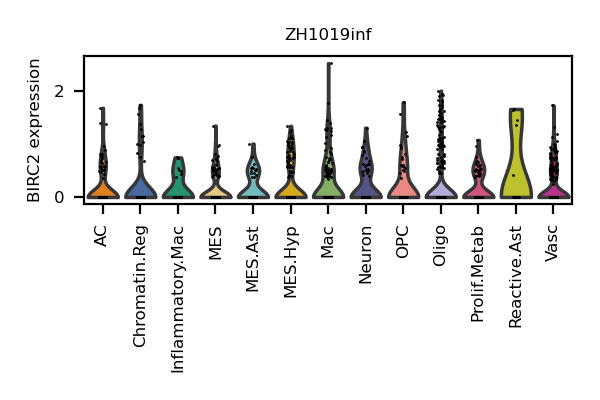 ZH1019inf
BIRC2 expression
2
0
AC
Chromatin.Reg
Inflammatory.Mac
MES
MES.Ast
MES.Hyp
Mac
Neuron
OPC
Oligo
Prolif.Metab
Reactive.Ast
Vasc